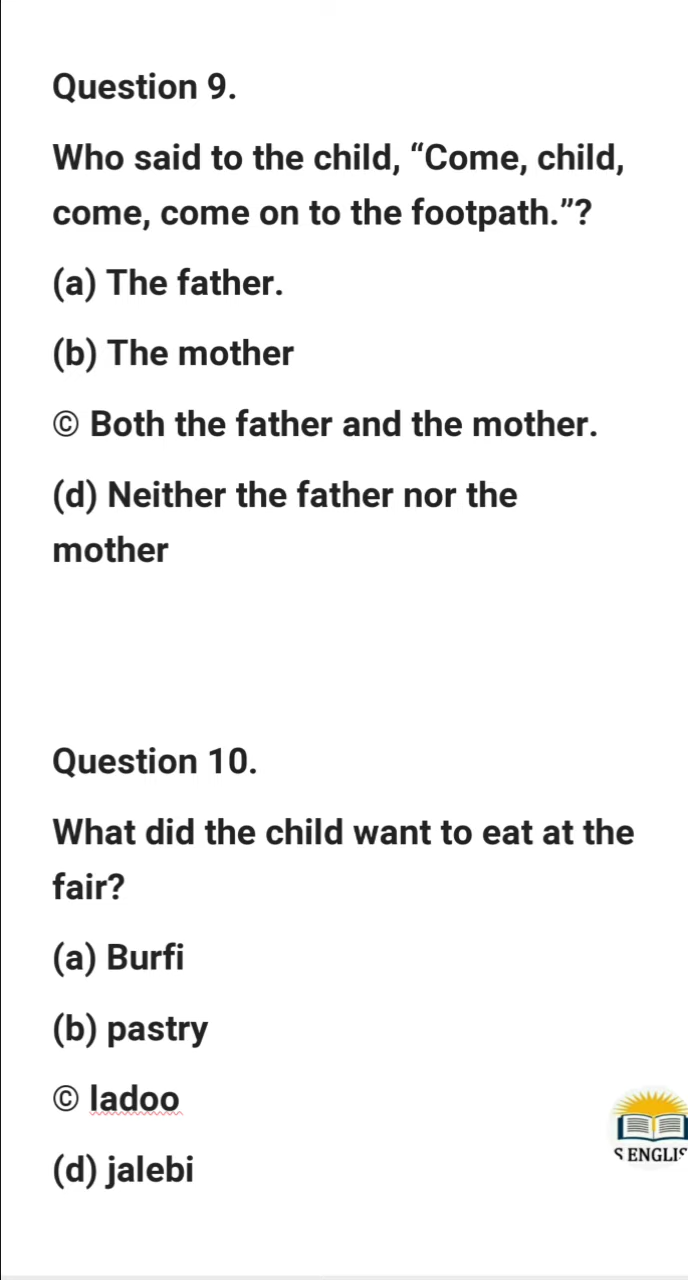 Question 9.
Who said to the child, “Come, child,
come, come on to the footpath.”?
(a) The father.
(b) The mother
© Both the father and the mother.
(d) Neither the father nor the
mother
Question 10.
What did the child want to eat at the
fair?
(a) Burfi
(b) pastry
© ladoo
(d) jalebi
S ENGLIS